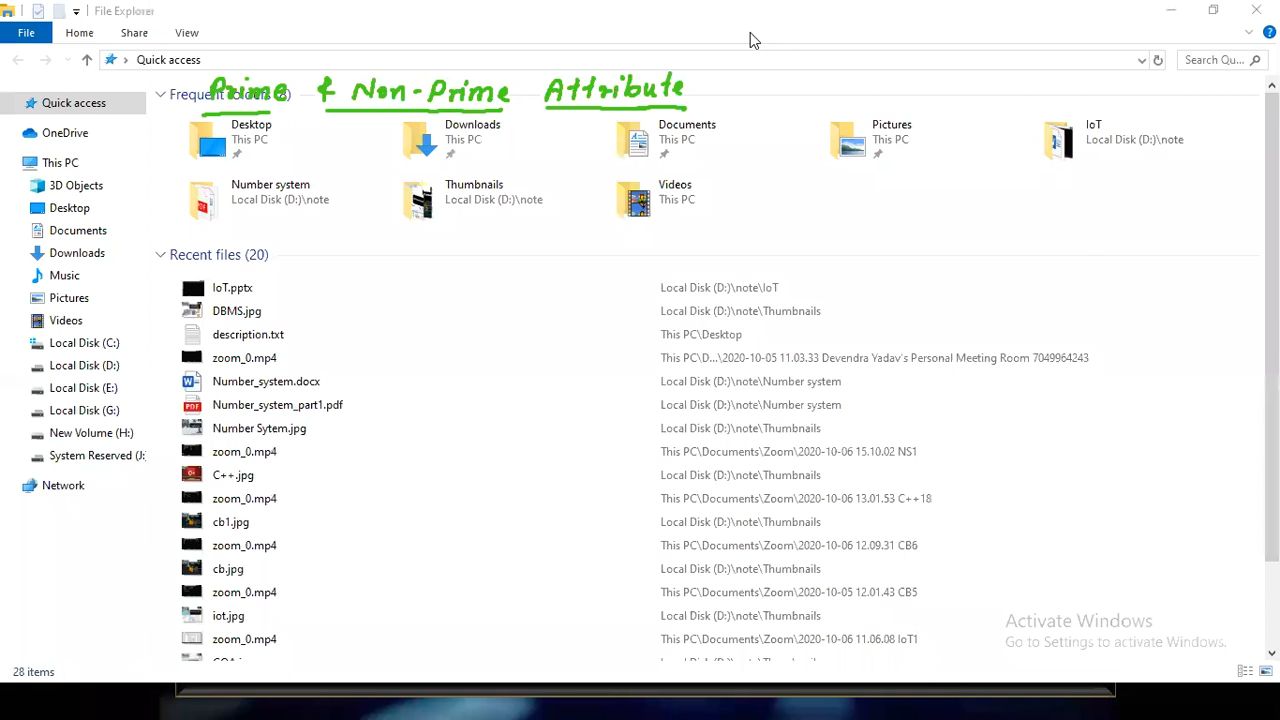 File Explorer
File Home Share View
Quick access Search Qu...
Prime & Non-Prime Attribute
Quick access
OneDrive
This PC
3D Objects
Desktop
Documents
Downloads
Music
Pictures
Videos
Local Disk (C:)
Local Disk (D:)
Local Disk (E:)
Local Disk (G:)
New Volume (H:)
System Reserved (J:
Network
Frequent folders (8)
Desktop
This PC
Downloads
This PC
Documents
This PC
Pictures
This PC
IoT
Local Disk (D:)\note
Number system
Local Disk (D:)\note
Thumbnails
Local Disk (D:)\note
Videos
This PC
Recent files (20)
IoT.pptx Local Disk (D:)\note\IoT
DBMS.jpg Local Disk (D:)\note\Thumbnails
description.txt This PC\Desktop
zoom_0.mp4 This PC\D...\2020-10-05 11.03.33 Devendra Yadav's Personal Meeting Room 7049964243
Number_system.docx Local Disk (D:)\note\Number system
Number_system_part1.pdf Local Disk (D:)\note\Number system
Number Sytem.jpg Local Disk (D:)\note\Thumbnails
zoom_0.mp4 This PC\Documents\Zoom\2020-10-06 15.10.02 NS1
C++.jpg Local Disk (D:)\note\Thumbnails
zoom_0.mp4 This PC\Documents\Zoom\2020-10-06 13.01.53 C++18
cb1.jpg Local Disk (D:)\note\Thumbnails
zoom_0.mp4 This PC\Documents\Zoom\2020-10-06 12.09.31 CB6
cb.jpg Local Disk (D:)\note\Thumbnails
zoom_0.mp4 This PC\Documents\Zoom\2020-10-05 12.01.43 CB5
iot.jpg Local Disk (D:)\note\Thumbnails
zoom_0.mp4 This PC\Documents\Zoom\2020-10-06 11.06.08 IoT1
Activate Windows
Go to Settings to activate Windows.
28 items